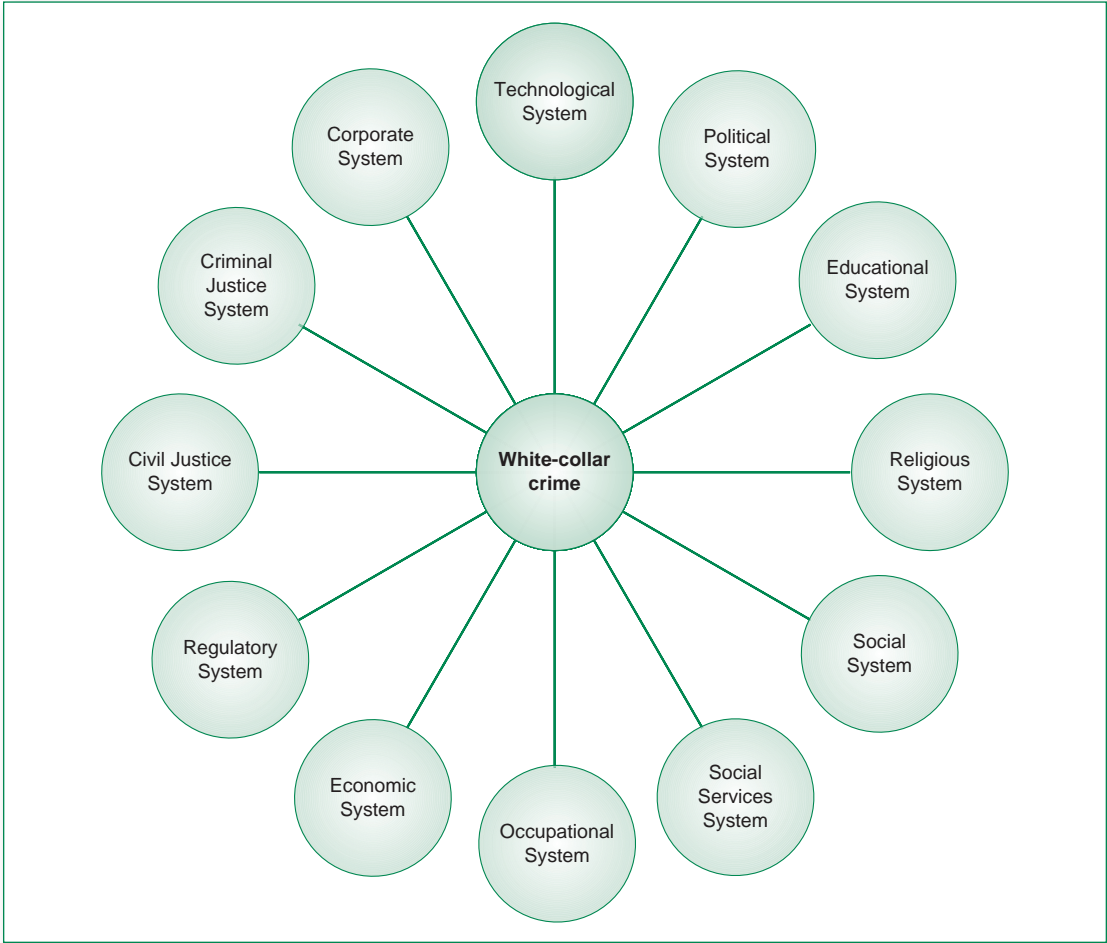 Technological
System
Political
System
Educational
System
Religious
System
Social
System
Social
Services
System
Occupational
System
Economic
System
Regulatory
System
Civil Justice
System
Criminal
Justice
System
Corporate
System
White-collar
crime